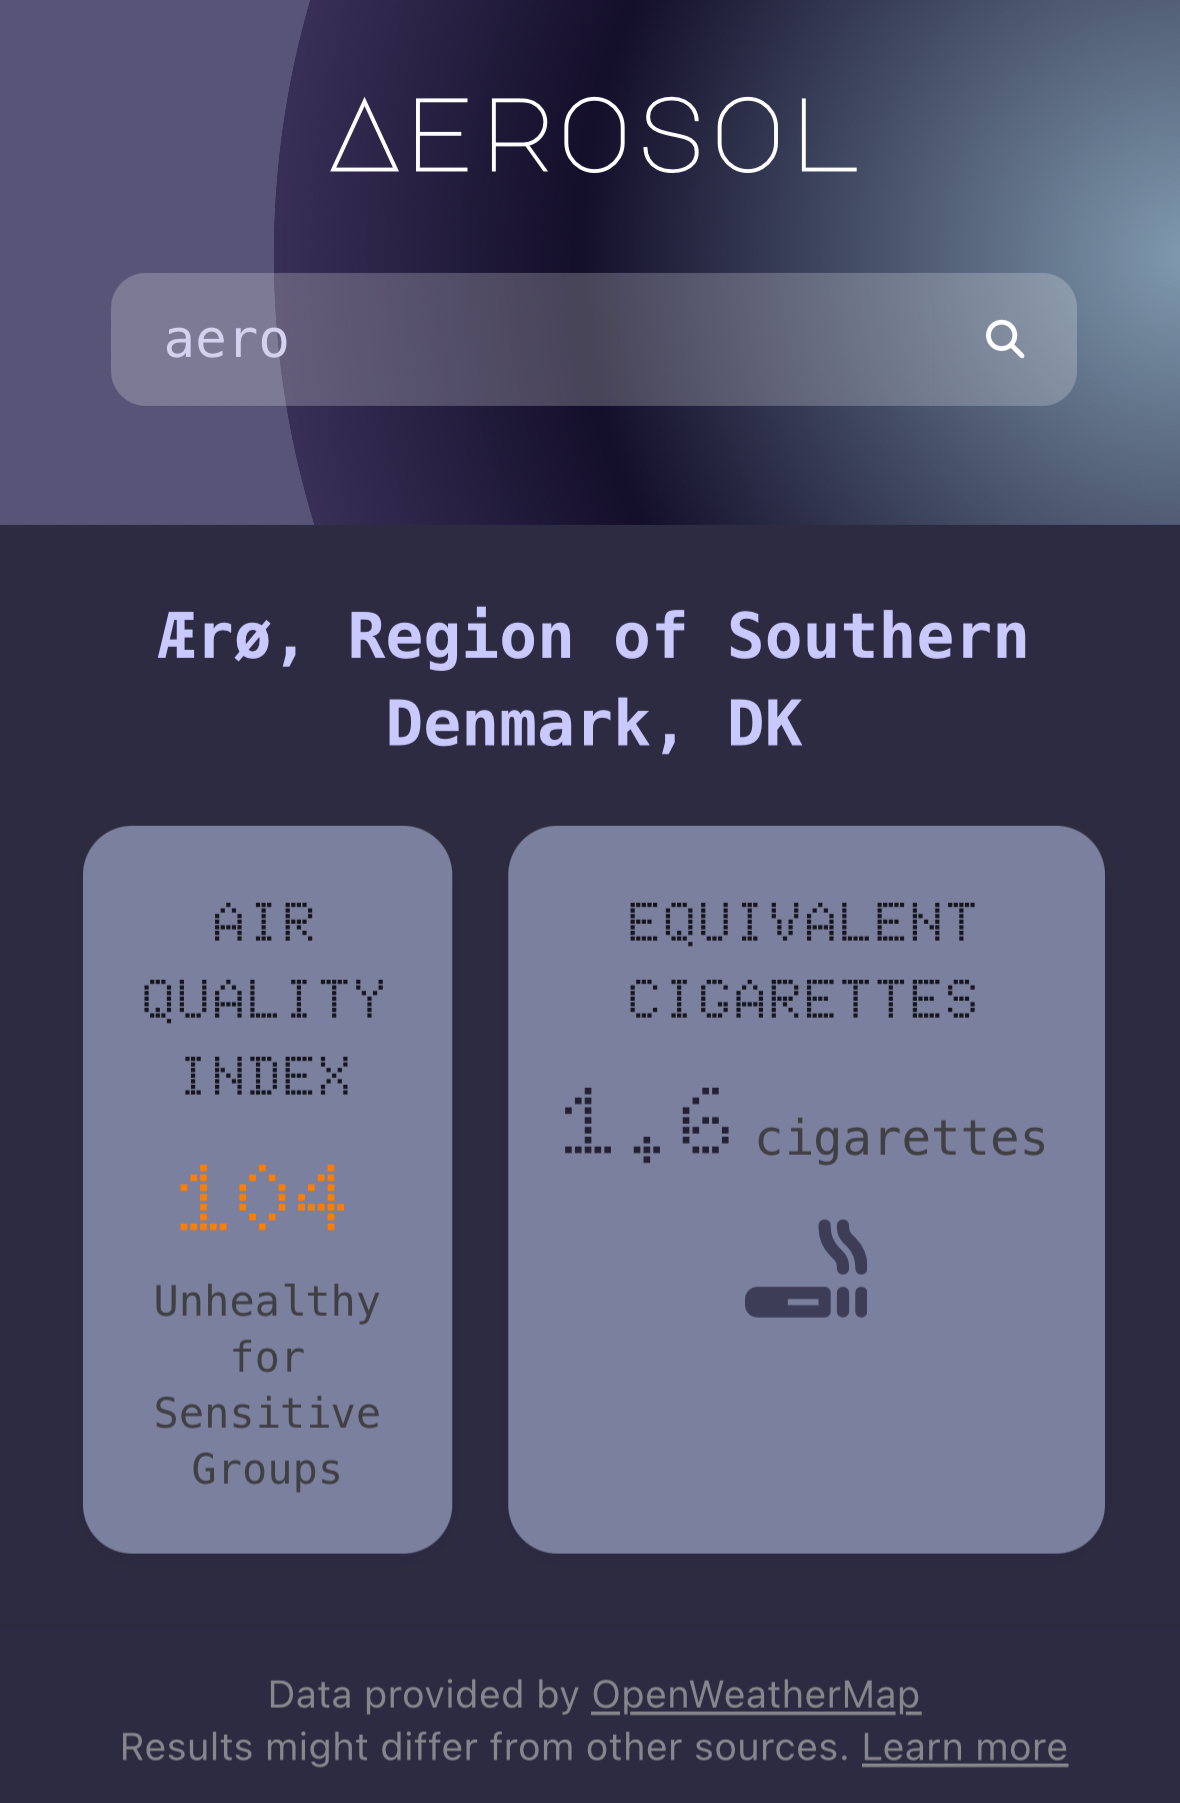 AEROSOL
aero
Ærø, Region of Southern
Denmark, DK
AIR
QUALITY
INDEX
104
Unhealthy
for
Sensitive
Groups
EQUIVALENT
CIGARETTES
1,6 cigarettes
Data provided by OpenWeatherMap
Results might differ from other sources. Learn more